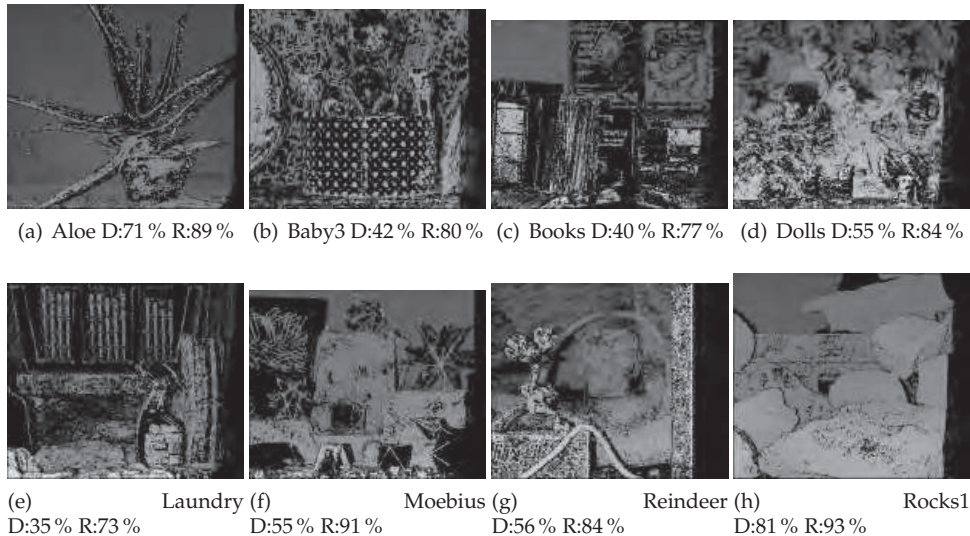 (a) Aloe D:71 % R:89 % (b) Baby3 D:42 % R:80 % (c) Books D:40 % R:77 % (d) Dolls D:55 % R:84 %
(e) Laundry (f) Moebius (g) Reindeer (h) Rocks1
D:35 % R:73 % D:55 % R:91 % D:56 % R:84 % D:81 % R:93 %